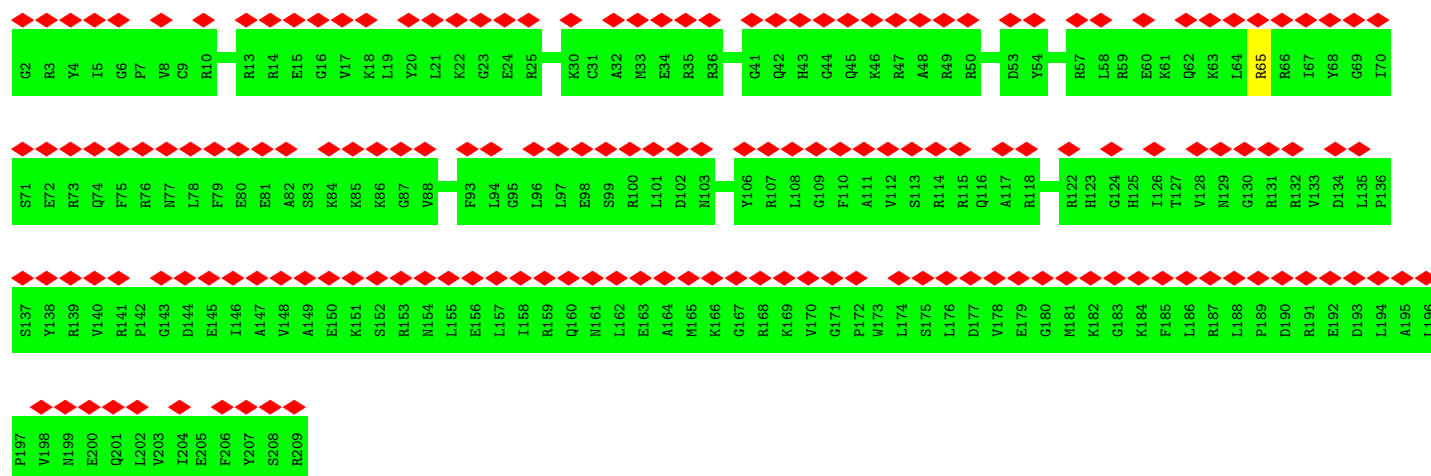 G2 R3 Y4 I5 G6 P7 V8 C9 R10 R13 R14 E15 G16 V17 K18 L19 Y20 L21 K22 G23 E24 R25 K30 C31 A32 M33 E34 R35 R36 G41 Q42 H43 G44 Q45 K46 R47 A48 R49 R50 D53 Y54 R57 L58 R59 E60 K61 Q62 K63 L64 R65 R66 I67 Y68 G69 I70
S71 E72 R73 Q74 F75 R76 N77 L78 F79 E80 E81 A82 S83 K84 K85 K86 G87 V88 F93 L94 G95 L96 L97 E98 S99 R100 L101 D102 N103 Y106 R107 L108 G109 F110 A111 V112 S113 R114 R115 Q116 A117 R118 R122 H123 G124 H125 I126 T127 V128 N129 G130 R131 R132 V133 D134 L135 P136
S137 Y138 R139 V140 R141 P142 G143 D144 E145 I146 A147 V148 A149 E150 K151 S152 R153 N154 L155 E156 L157 I158 R159 Q160 N161 L162 E163 A164 M165 K166 G167 R168 K169 V170 G171 P172 W173 L174 S175 L176 D177 V178 E179 G180 M181 K182 G183 K184 F185 L186 R187 L188 P189 D190 R191 E192 D193 L194 A195 L196
P197 V198 N199 E200 Q201 L202 V203 I204 E205 F206 Y207 S208 R209